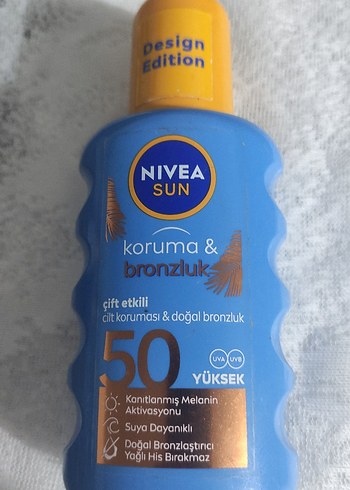 Design
Edition
NIVEA
SUN
koruma &
bronzluk
çift etkili
cilt koruması & doğal bronzluk
50
UVA UVB
YÜKSEK
Kanıtlanmış Melanin
Aktivasyonu
Suya Dayanıklı
Doğal Bronzlaştırıcı
Yağlı His Bırakmaz